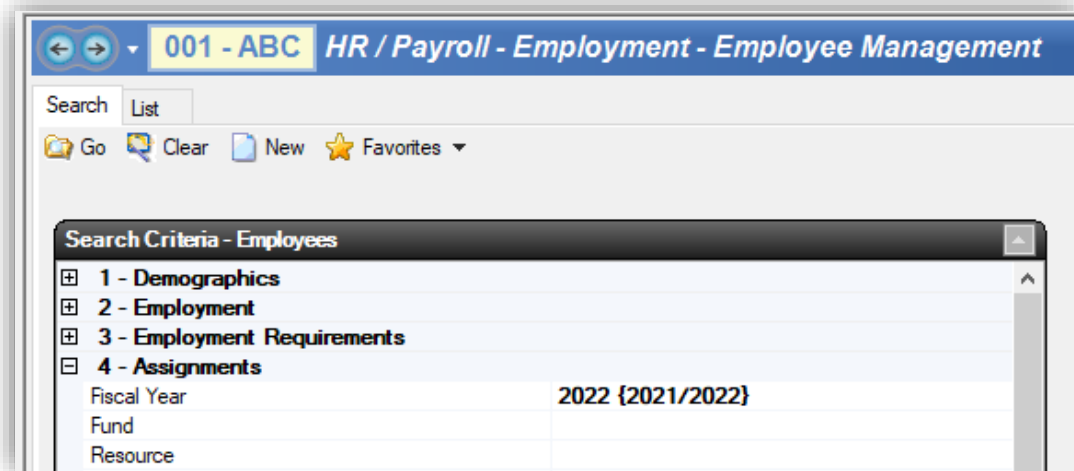 001 - ABC HR / Payroll - Employment - Employee Management
Search List
Go Clear New Favorites
Search Criteria - Employees
1 - Demographics
2 - Employment
3 - Employment Requirements
4 - Assignments
Fiscal Year 2022 {2021/2022}
Fund
Resource